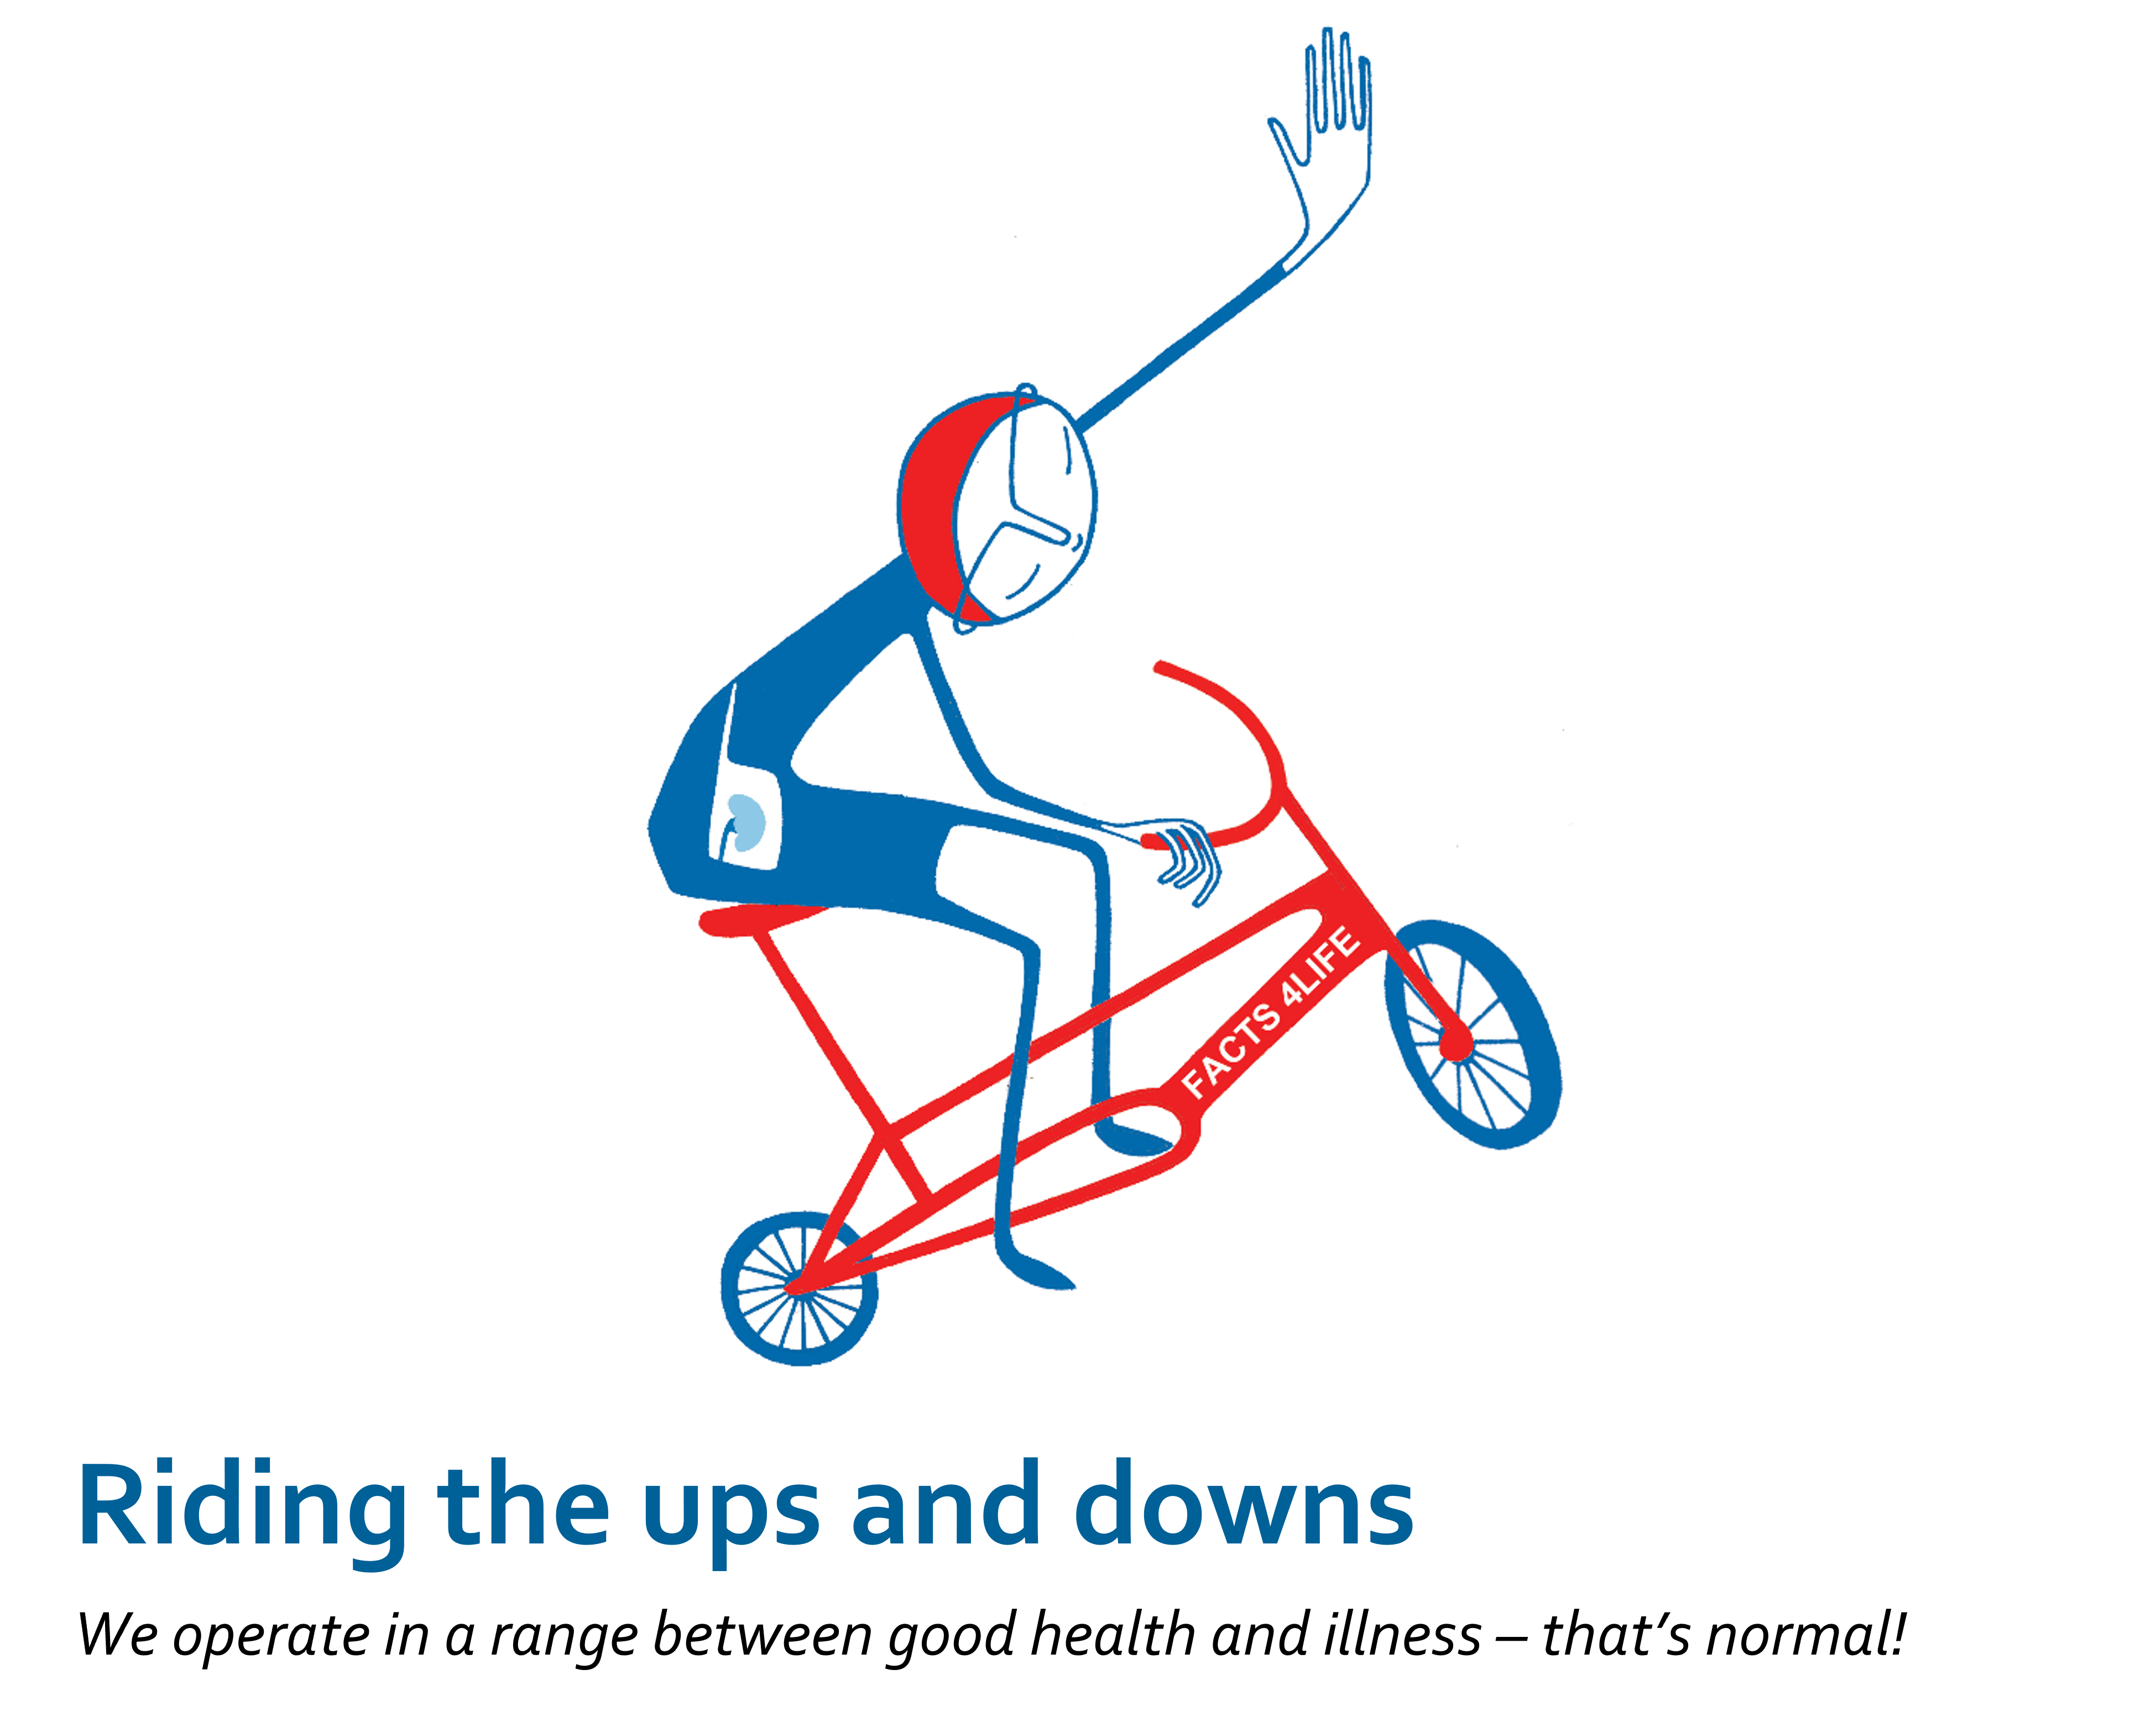 FACTS 4LIFE
Riding the ups and downs
We operate in a range between good health and illness – that’s normal!